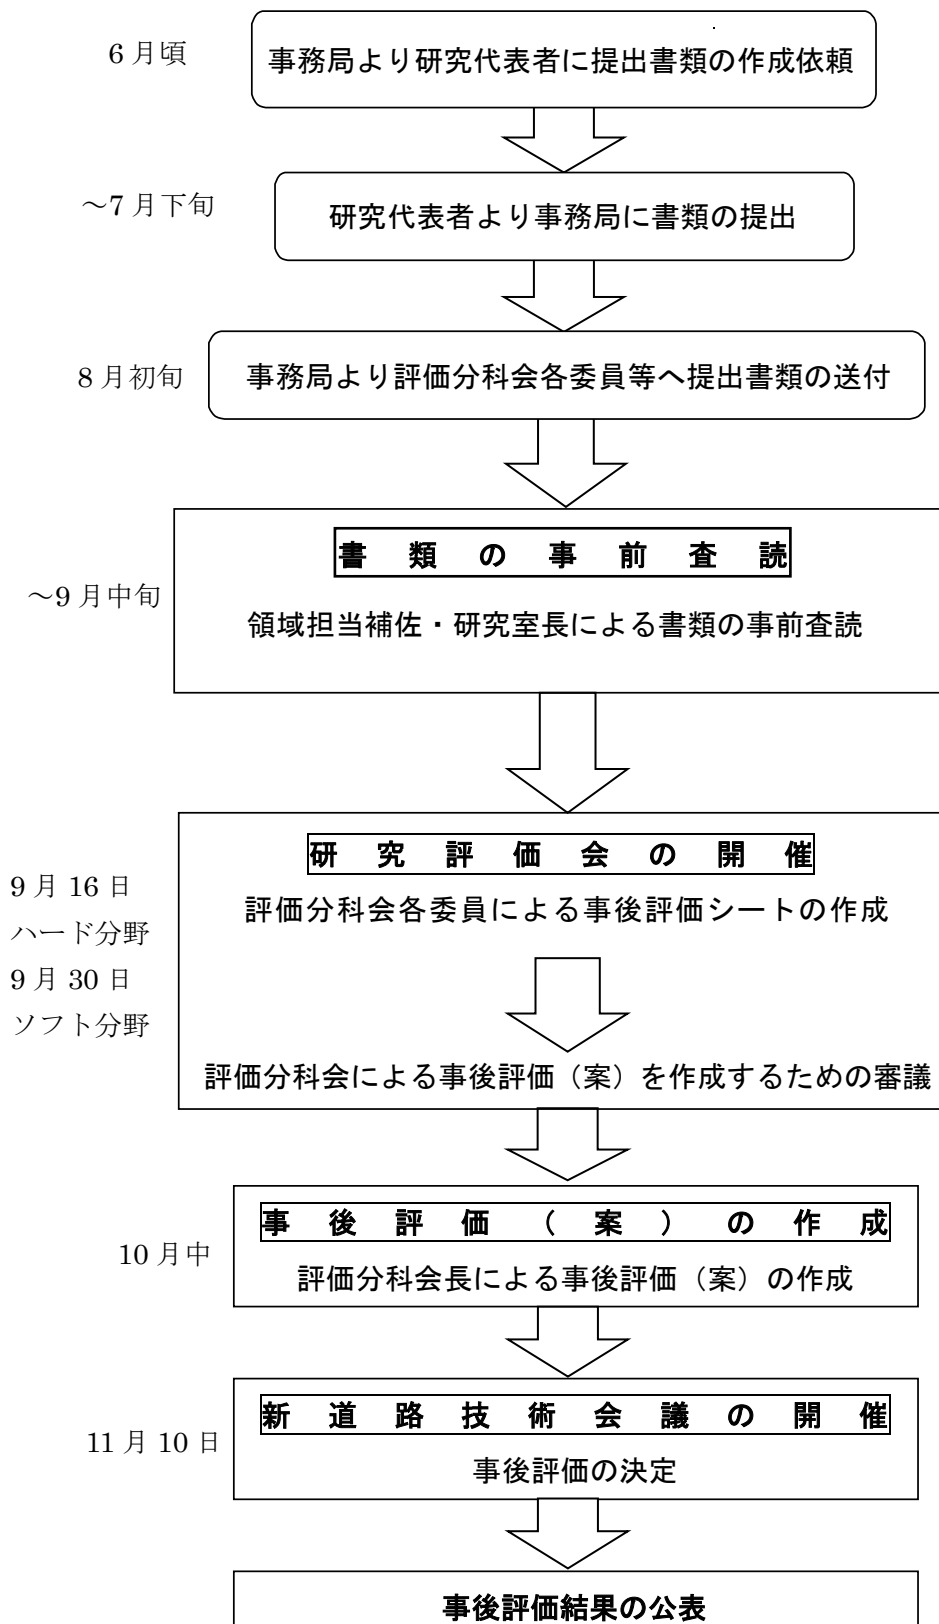 6 月頃
事務局より研究代表者に提出書類の作成依頼
～7 月下旬
研究代表者より事務局に書類の提出
8 月初旬
事務局より評価分科会各委員等へ提出書類の送付
書類の事前査読
～9 月中旬
領域担当補佐・研究室長による書類の事前査読
研究評価会の開催
9 月 16 日
ハード分野
9 月 30 日
ソフト分野
評価分科会各委員による事後評価シートの作成
評価分科会による事後評価（案）を作成するための審議
事後評価（案）の作成
10 月中
評価分科会長による事後評価（案）の作成
新道路技術会議の開催
11 月 10 日
事後評価の決定
事後評価結果の公表